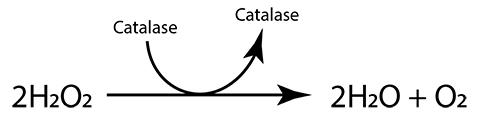 Catalase
Catalase
2H₂O₂
2H₂O + O₂